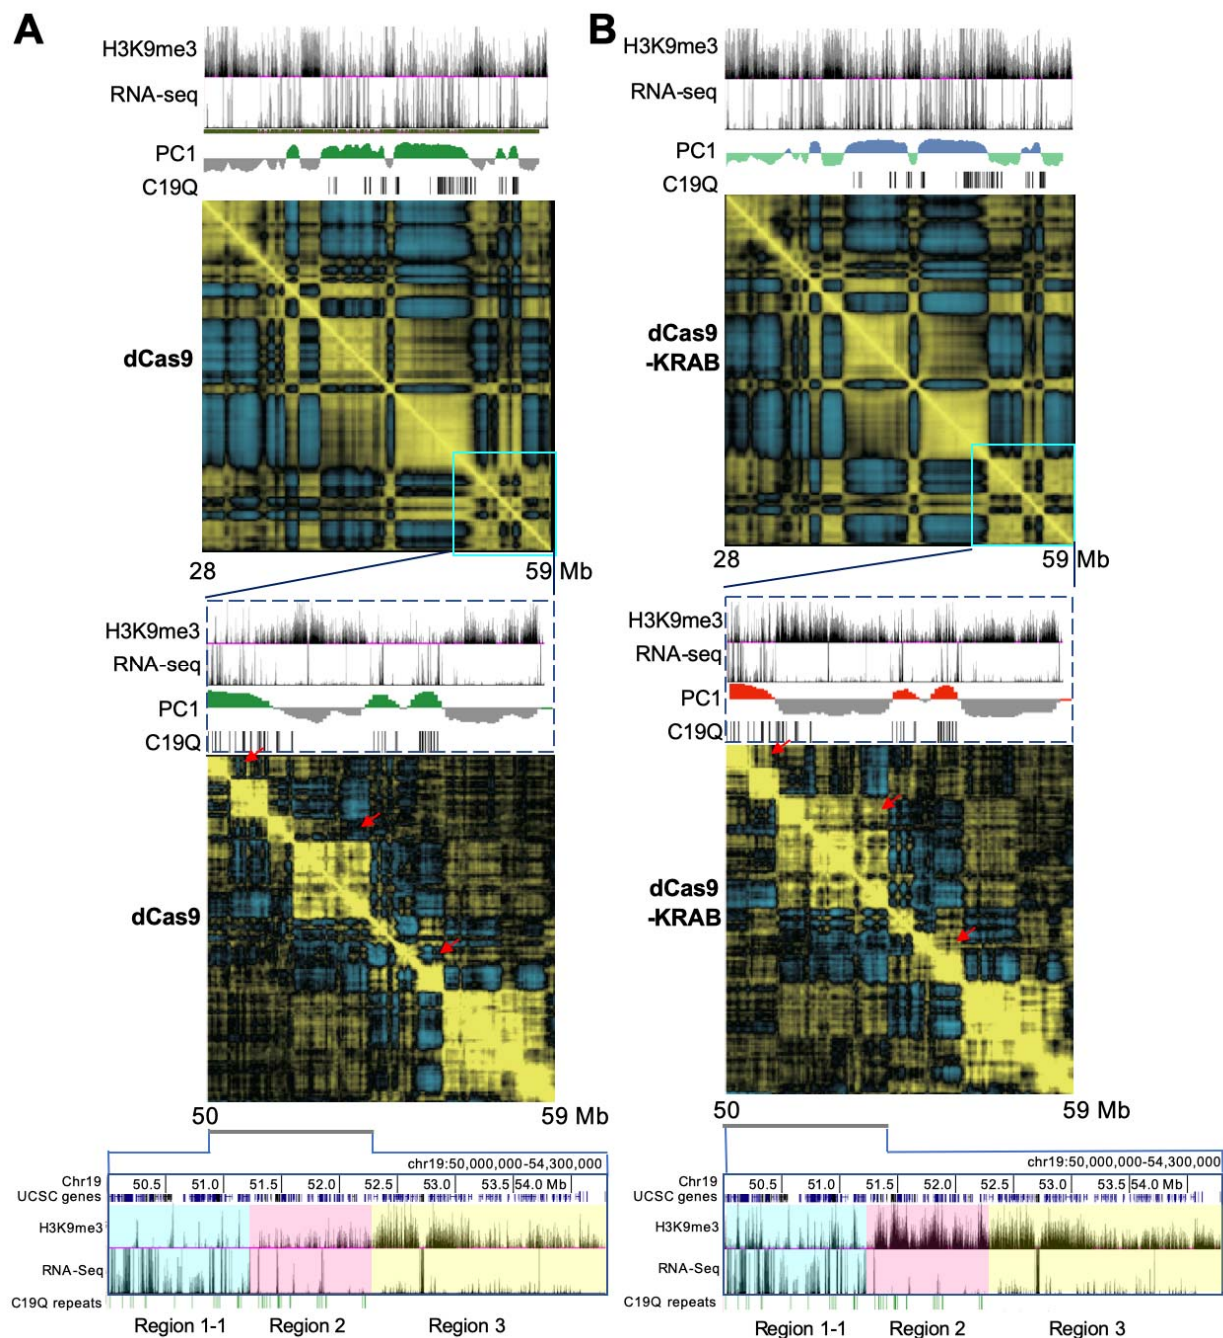 A
H3K9me3
RNA-seq
PC1
C19Q
dCas9
28
59 Mb
H3K9me3
RNA-seq
PC1
C19Q
dCas9
50
59 Mb
chr19:50,000,000-54,300,000
Chr19
50.5 51.0 51.5 52.0 52.5 53.0 53.5 54.0 Mb
UCSC genes
H3K9me3
RNA-Seq
C19Q repeats
Region 1-1
Region 2
Region 3
B
H3K9me3
RNA-seq
PC1
C19Q
dCas9
-KRAB
28
59 Mb
H3K9me3
RNA-seq
PC1
C19Q
dCas9
-KRAB
50
59 Mb
chr19:50,000,000-54,300,000
Chr19
50.5 51.0 51.5 52.0 52.5 53.0 53.5 54.0 Mb
UCSC genes
H3K9me3
RNA-Seq
C19Q repeats
Region 1-1
Region 2
Region 3